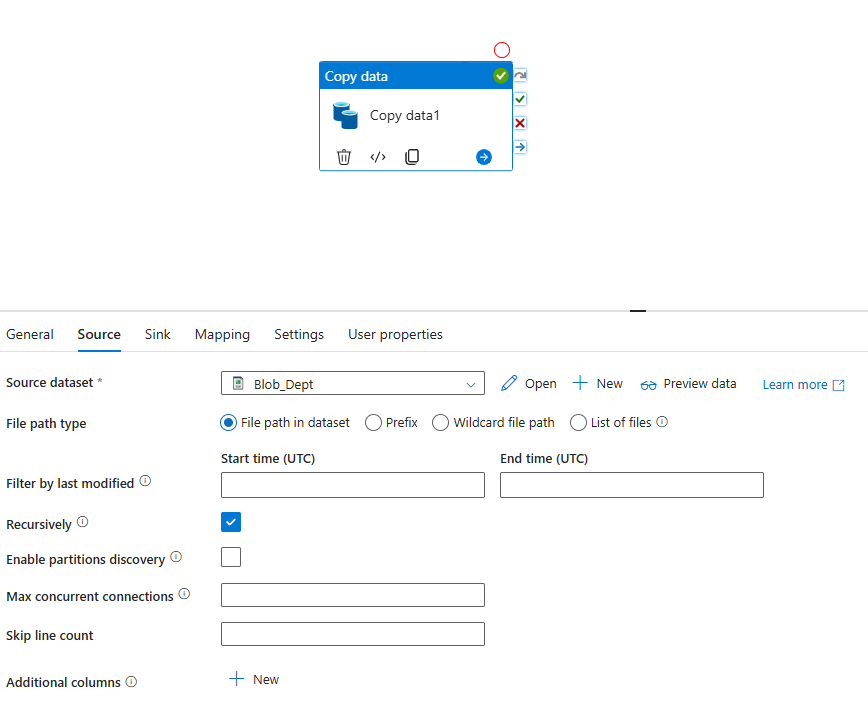 Copy data
Copy data1
General Source Sink Mapping Settings User properties
Source dataset * Blob_Dept Open New Preview data Learn more
File path type File path in dataset Prefix Wildcard file path List of files
Start time (UTC) End time (UTC)
Filter by last modified
Recursively
Enable partitions discovery
Max concurrent connections
Skip line count
Additional columns New